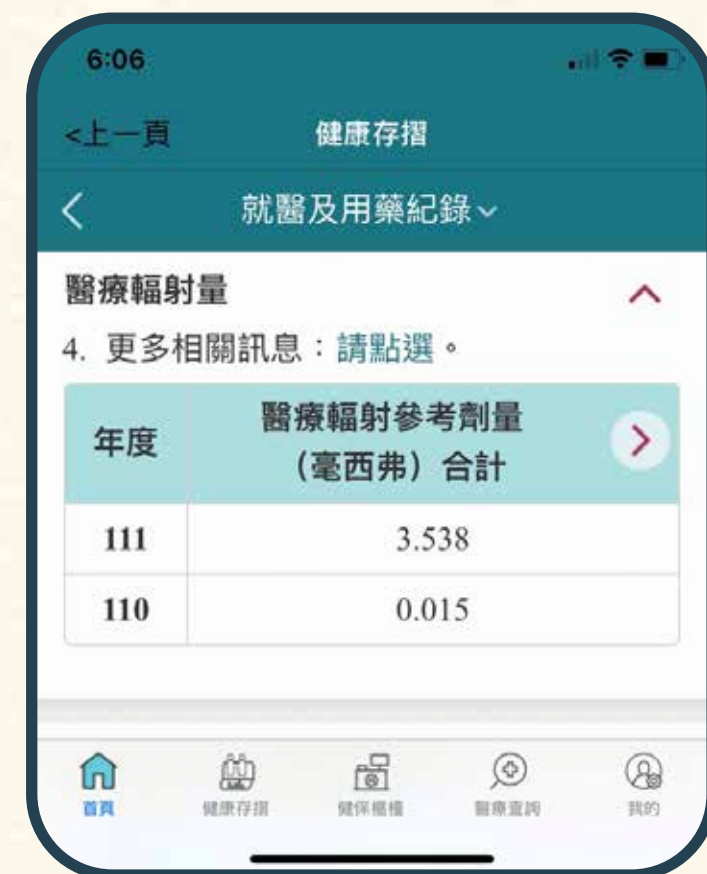 6:06
<上一頁 健康存摺
就醫及用藥紀錄
醫療輻射量
4. 更多相關訊息：請點選。
年度 醫療輻射參考劑量
（毫西弗）合計
111 3.538
110 0.015
首頁 健康存摺 健保櫃檯 醫療查詢 我的